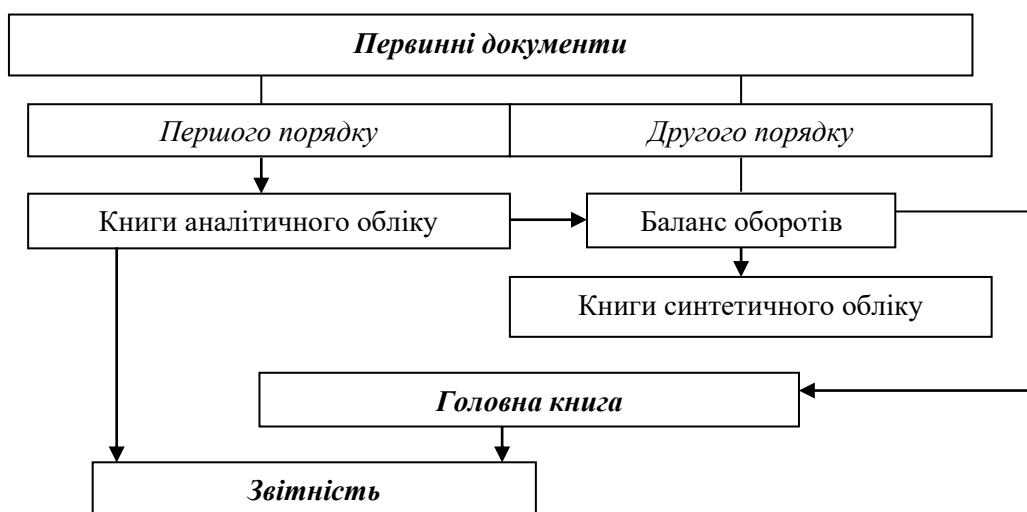 Первинні документи
Першого порядку
Другого порядку
Книги аналітичного обліку
Баланс оборотів
Книги синтетичного обліку
Головна книга
Звітність